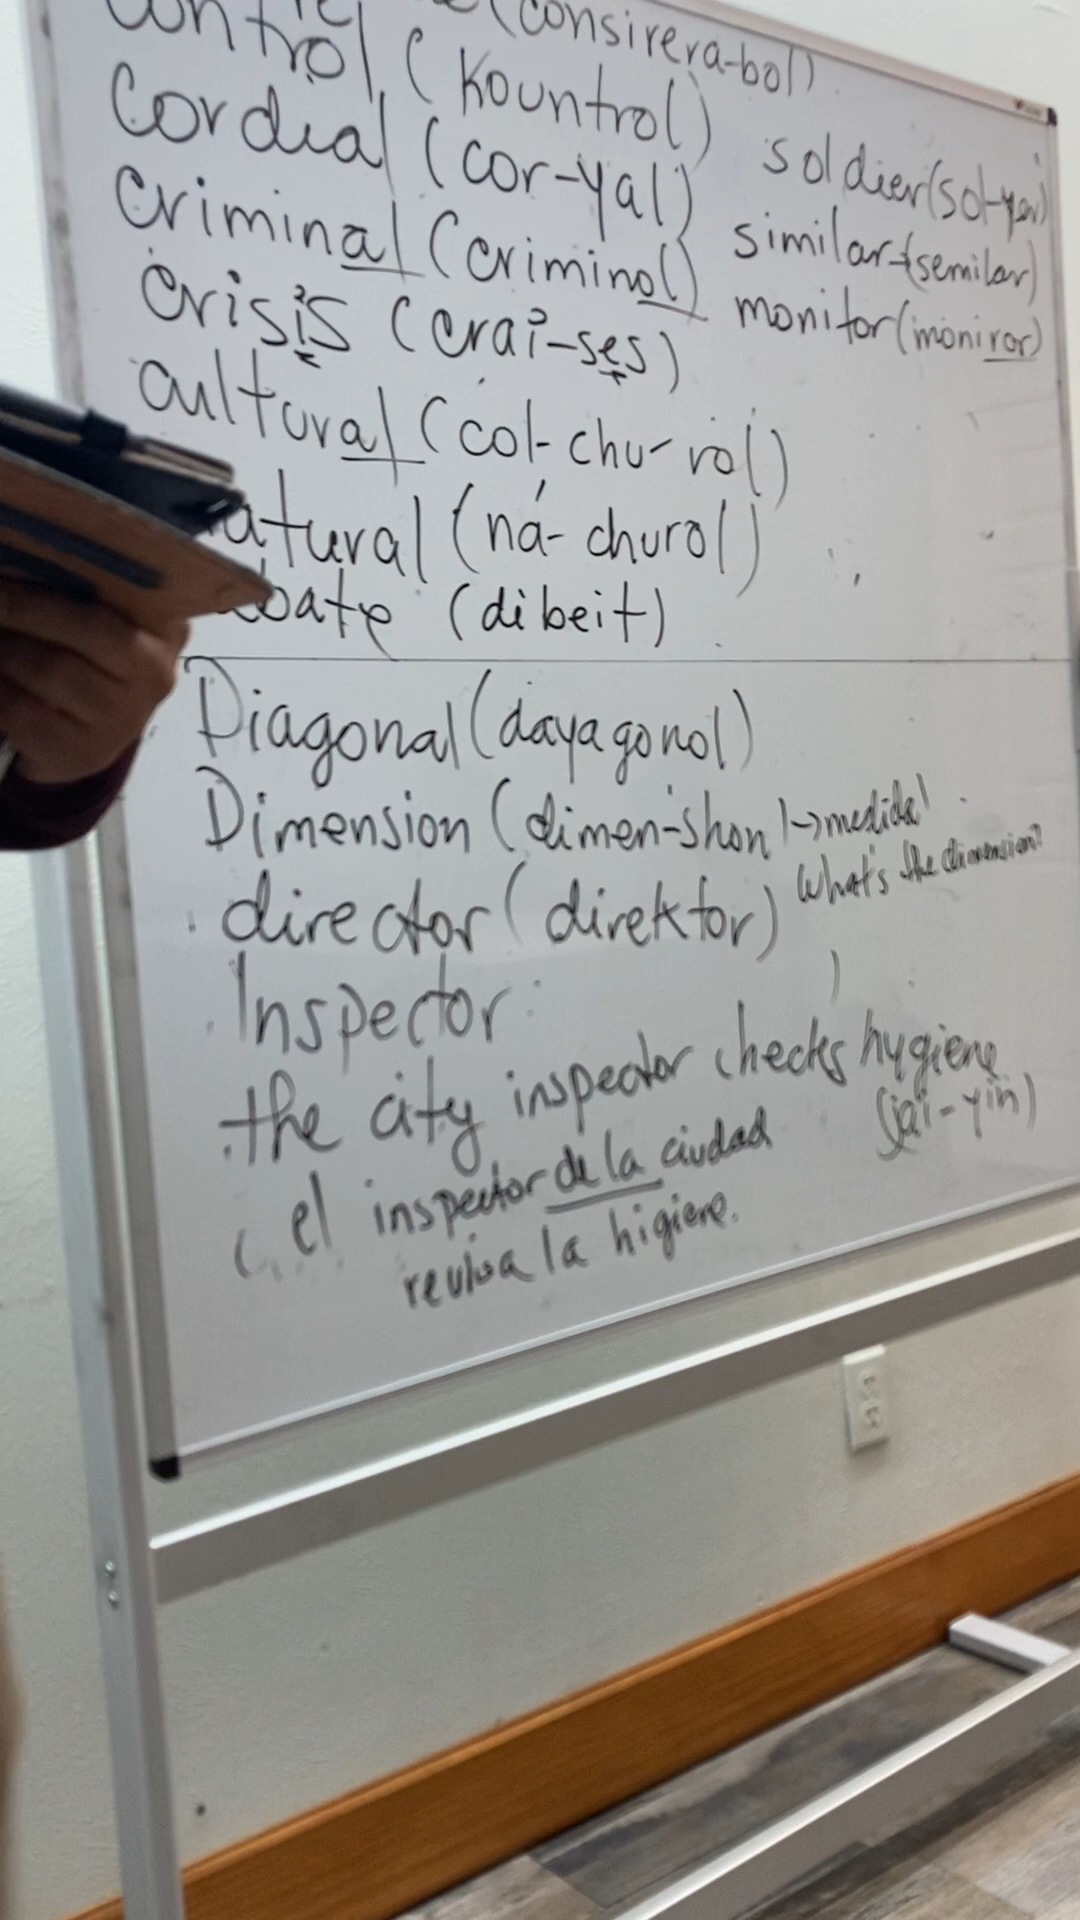 (consirera-bol)
control (kountrol)
Cordial (cor-yal)
soldier (sol-yer)
criminal (criminol)
similar (semilar)
crisis (crai-ses)
monitor (moniror)
cultural (col-chu-rol)
natural (ná-churol)
bate (dibeit)
Diagonal (dayagonol)
Dimension (dimen-shon) → medida
What's the dimension?
director (direktor)
Inspector
the city inspector checks hygiene
(jai-yin)
el inspector de la ciudad
revisa la higiene.